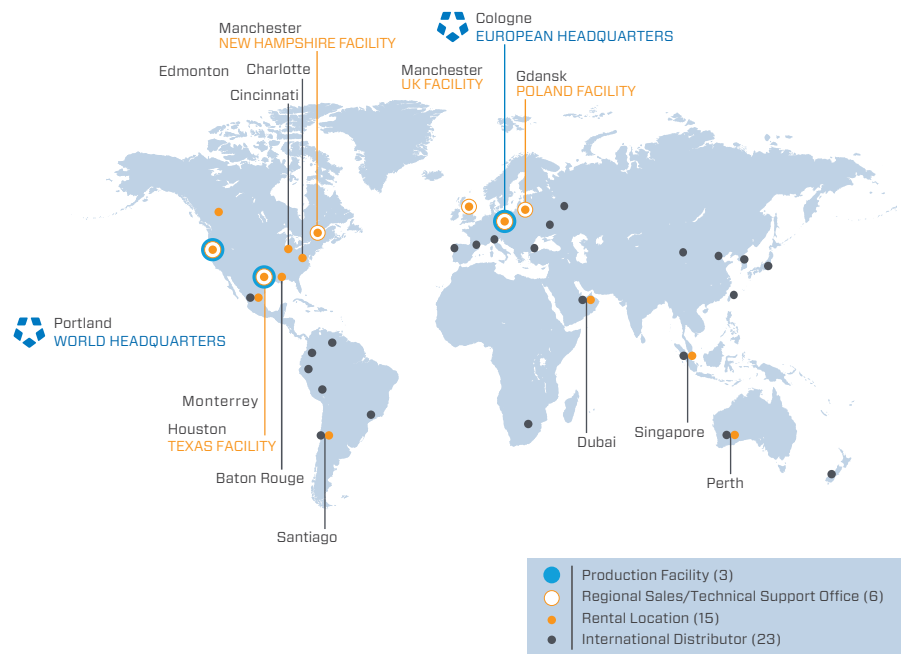 Cologne
EUROPEAN HEADQUARTERS
Manchester
NEW HAMPSHIRE FACILITY
Edmonton
Charlotte
Cincinnati
Manchester
UK FACILITY
Gdansk
POLAND FACILITY
Portland
WORLD HEADQUARTERS
Monterrey
Houston
TEXAS FACILITY
Baton Rouge
Santiago
Dubai
Singapore
Perth
Production Facility (3)
Regional Sales/Technical Support Office (6)
Rental Location (15)
International Distributor (23)